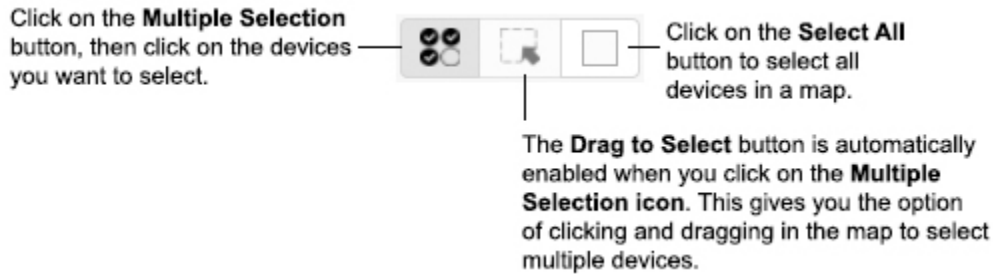 Click on the Multiple Selection
button, then click on the devices
you want to select.
Click on the Select All
button to select all
devices in a map.
The Drag to Select button is automatically
enabled when you click on the Multiple
Selection icon. This gives you the option
of clicking and dragging in the map to select
multiple devices.